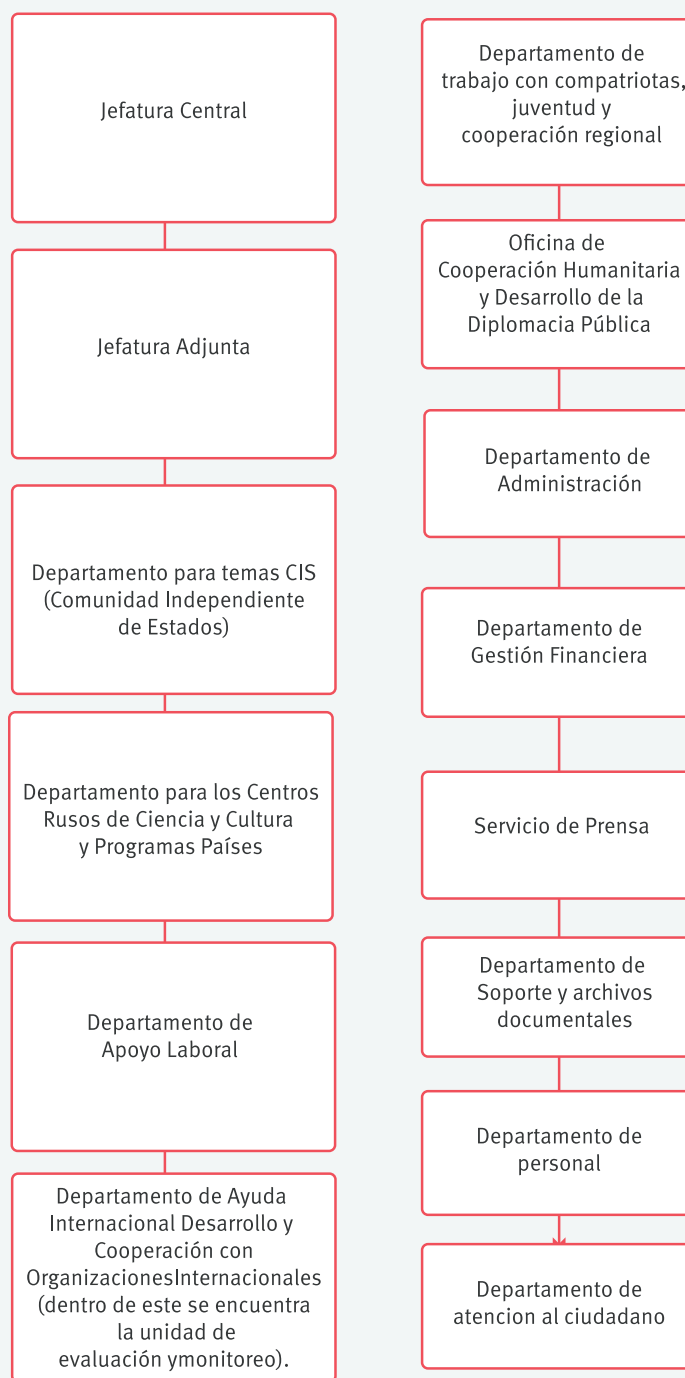 Jefatura Central
Jefatura Adjunta
Departamento para temas CIS
(Comunidad Independiente
de Estados)
Departamento para los Centros
Rusos de Ciencia y Cultura
y Programas Países
Departamento de
Apoyo Laboral
Departamento de Ayuda
Internacional Desarrollo y
Cooperación con
OrganizacionesInternacionales
(dentro de este se encuentra
la unidad de
evaluación ymonitoreo).
Departamento de
trabajo con compatriotas,
juventud y
cooperación regional
Oficina de
Cooperación Humanitaria
y Desarrollo de la
Diplomacia Pública
Departamento de
Administración
Departamento de
Gestión Financiera
Servicio de Prensa
Departamento de
Soporte y archivos
documentales
Departamento de
personal
Departamento de
atencion al ciudadano